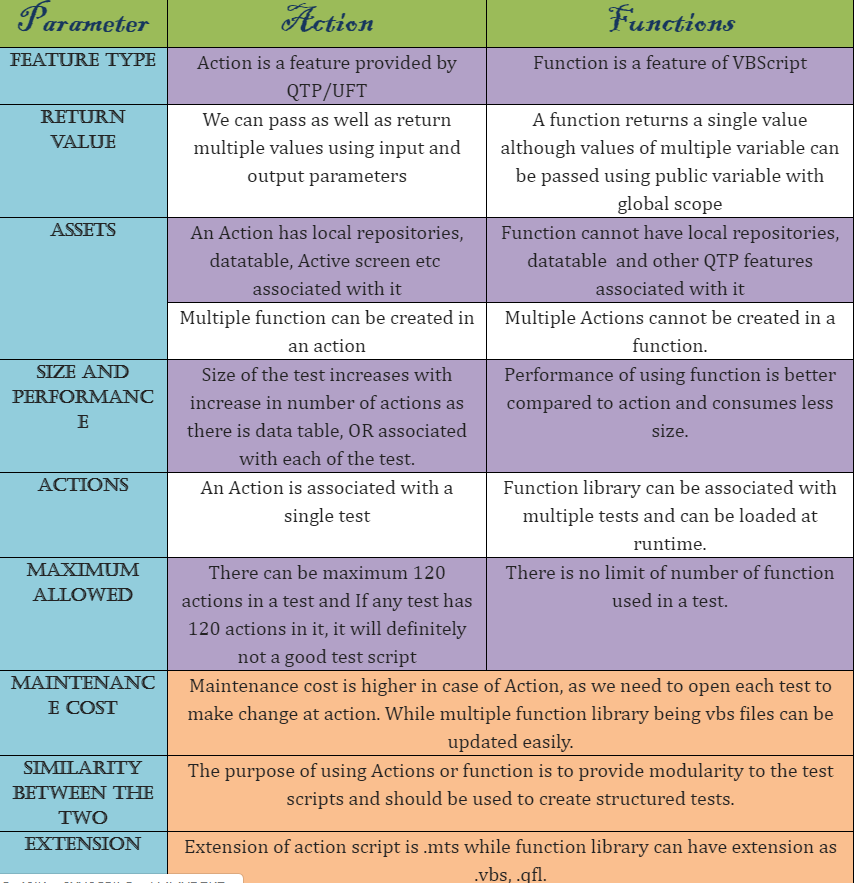 Parameter Action Functions
FEATURE TYPE Action is a feature provided by Function is a feature of VBScript
QTP/UFT
RETURN We can pass as well as return A function returns a single value
VALUE multiple values using input and although values of multiple variable can
output parameters be passed using public variable with
global scope
ASSETS An Action has local repositories, Function cannot have local repositories,
datatable, Active screen etc datatable and other QTP features
associated with it associated with it
Multiple function can be created in Multiple Actions cannot be created in a
an action function.
SIZE AND Size of the test increases with Performance of using function is better
PERFORMANC increase in number of actions as compared to action and consumes less
E there is data table, OR associated size.
with each of the test.
ACTIONS An Action is associated with a Function library can be associated with
single test multiple tests and can be loaded at
runtime.
MAXIMUM There can be maximum 120 There is no limit of number of function
ALLOWED actions in a test and If any test has used in a test.
120 actions in it, it will definitely
not a good test script
MAINTENANC Maintenance cost is higher in case of Action, as we need to open each test to
E COST make change at action. While multiple function library being vbs files can be
updated easily.
SIMILARITY The purpose of using Actions or function is to provide modularity to the test
BETWEEN THE scripts and should be used to create structured tests.
TWO
EXTENSION Extension of action script is .mts while function library can have extension as
.vbs, .qfl.